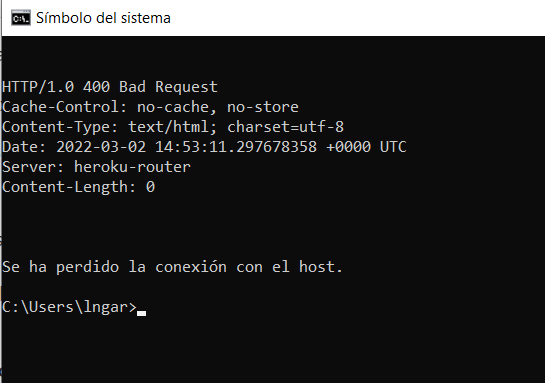 Símbolo del sistema
HTTP/1.0 400 Bad Request
Cache-Control: no-cache, no-store
Content-Type: text/html; charset=utf-8
Date: 2022-03-02 14:53:11.297678358 +0000 UTC
Server: heroku-router
Content-Length: 0
Se ha perdido la conexión con el host.
C:\Users\lngar>